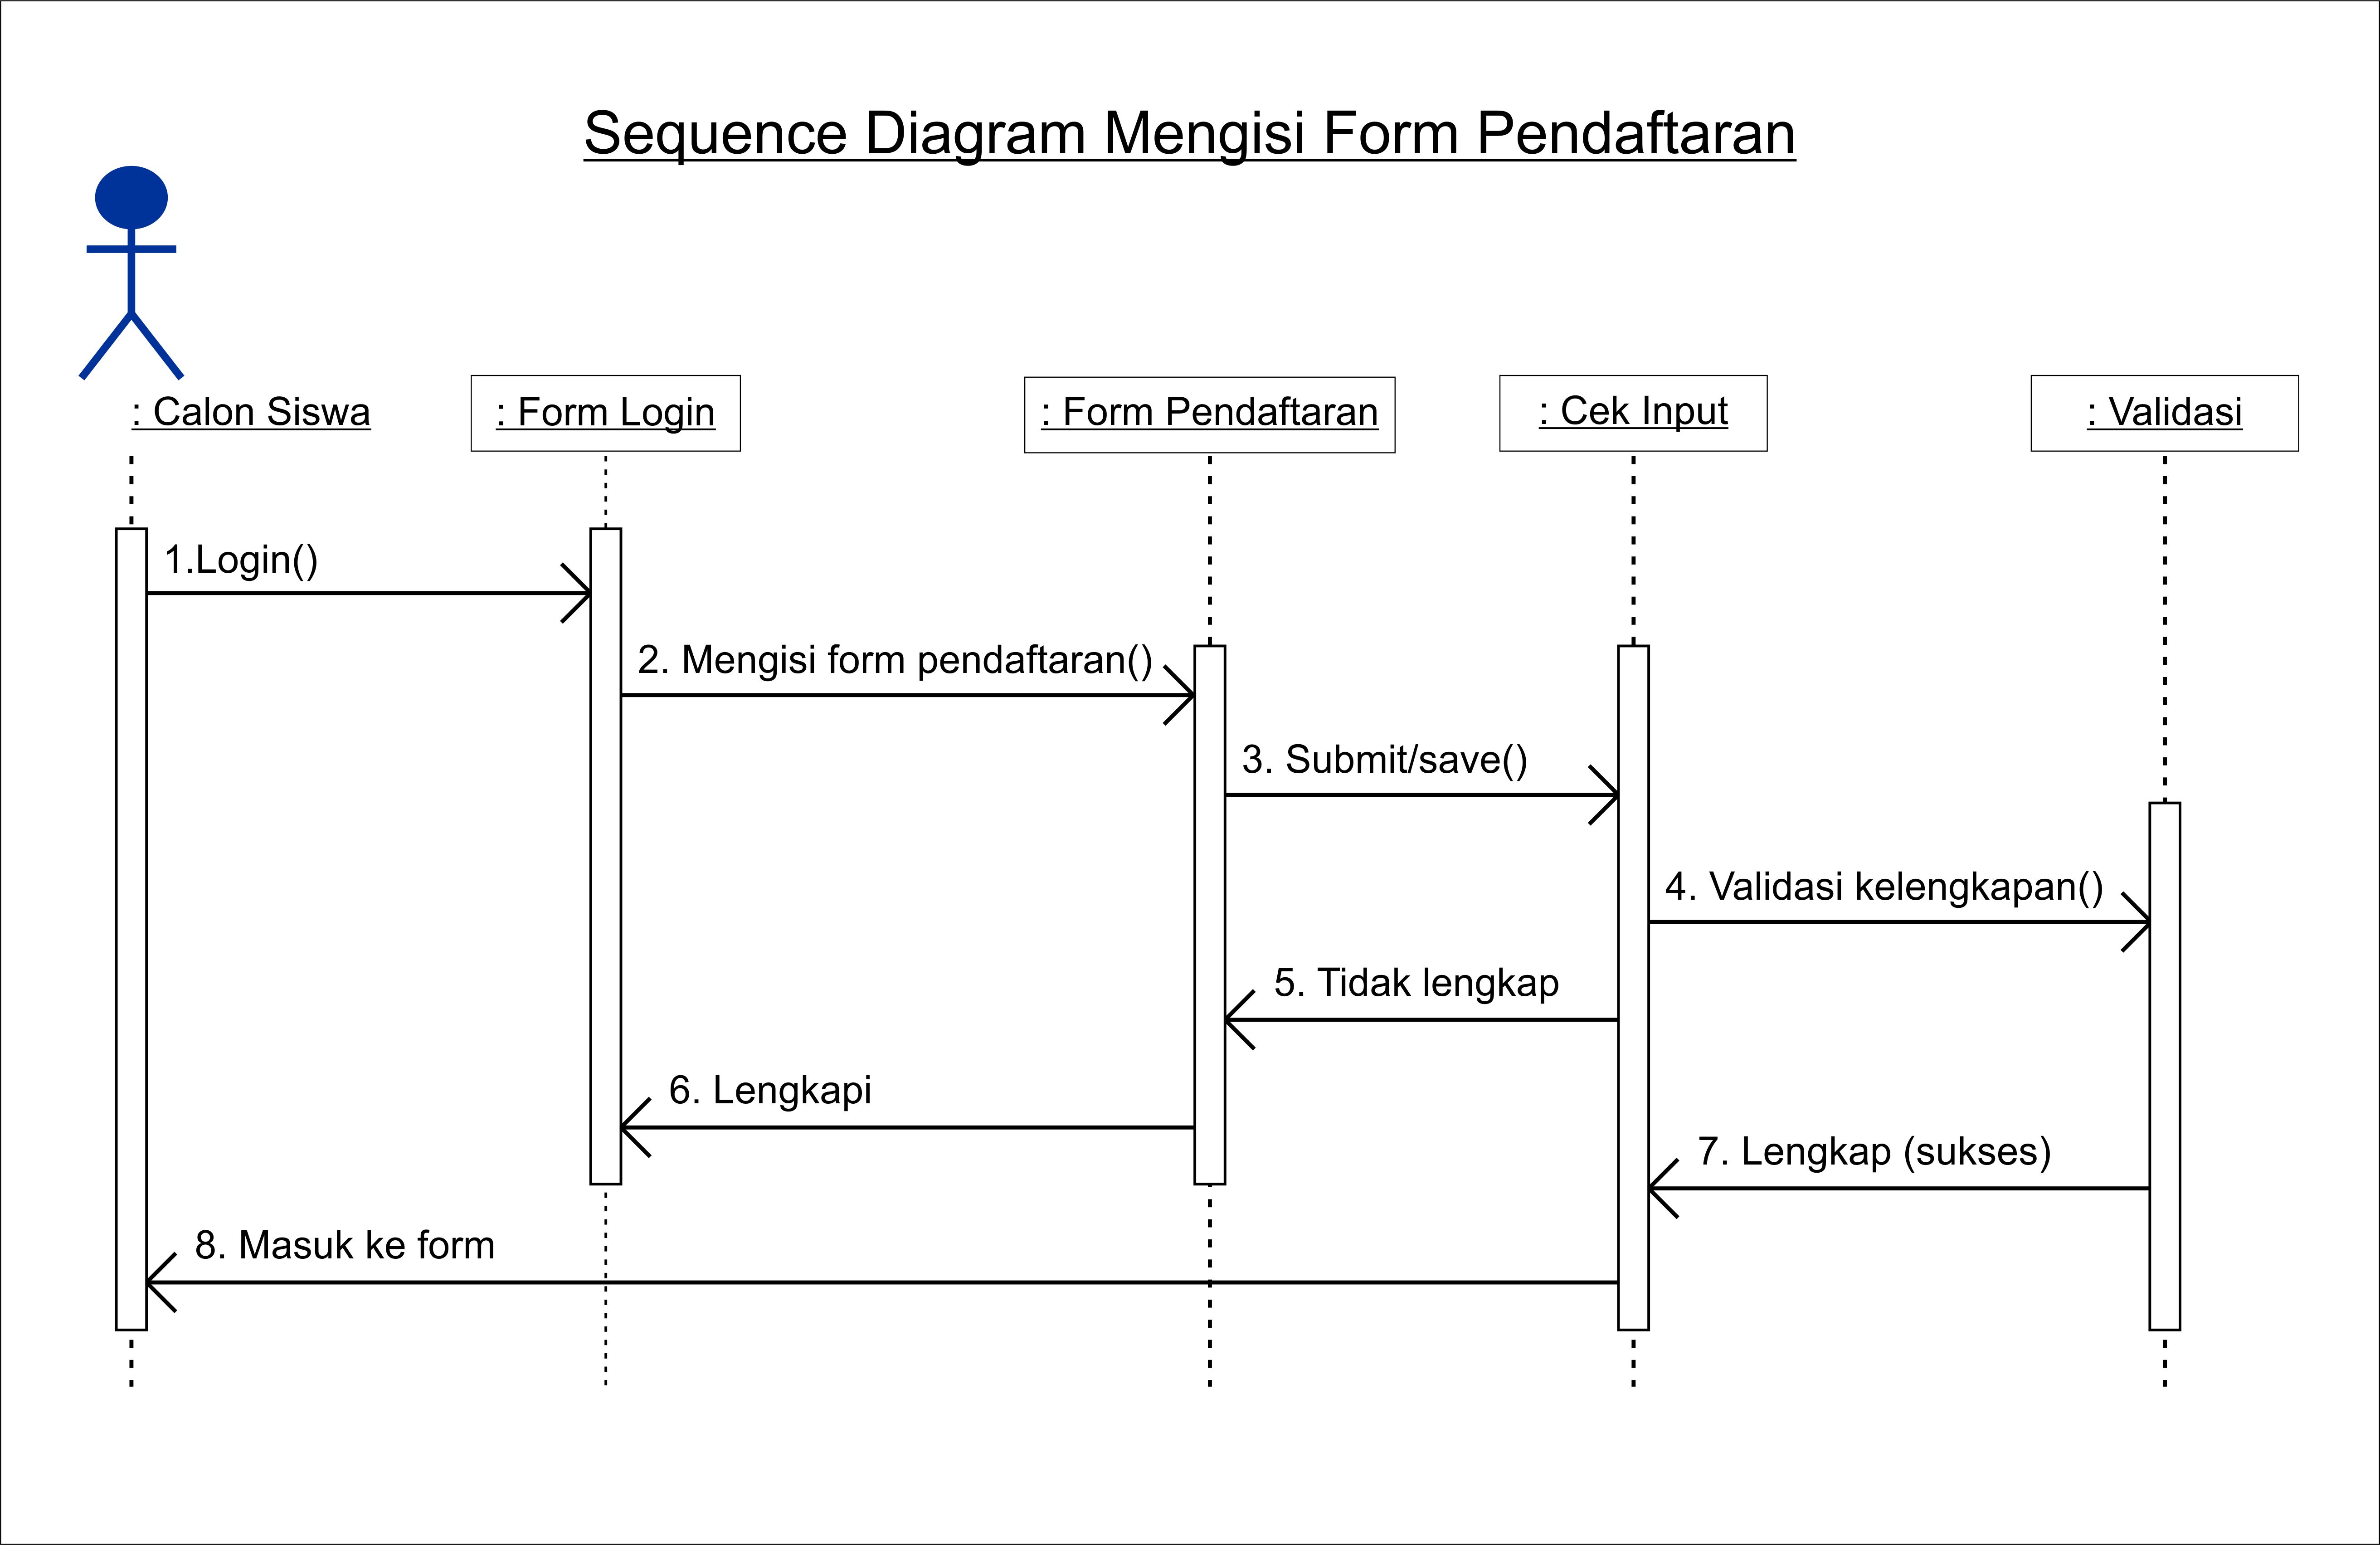 Sequence Diagram Mengisi Form Pendaftaran
: Calon Siswa
: Form Login
: Form Pendaftaran
: Cek Input
: Validasi
1.Login()
2. Mengisi form pendaftaran()
3. Submit/save()
4. Validasi kelengkapan()
5. Tidak lengkap
6. Lengkapi
7. Lengkap (sukses)
8. Masuk ke form